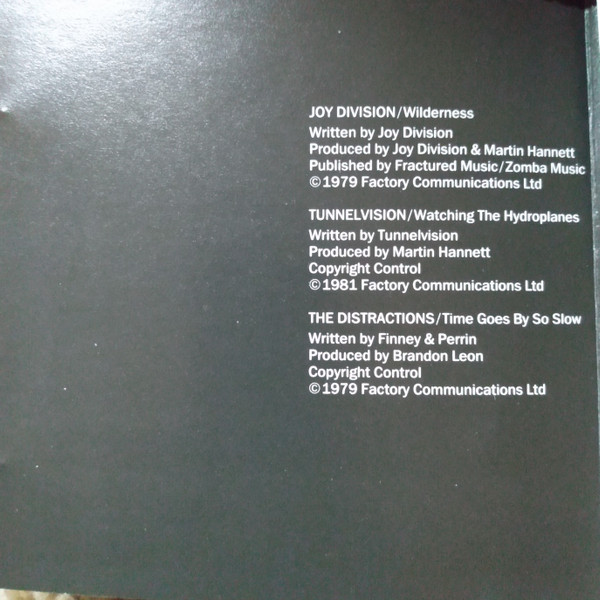 JOY DIVISION/Wilderness
Written by Joy Division
Produced by Joy Division & Martin Hannett
Published by Fractured Music/Zomba Music
©1979 Factory Communications Ltd
TUNNELVISION/Watching The Hydroplanes
Written by Tunnelvision
Produced by Martin Hannett
Copyright Control
©1981 Factory Communications Ltd
THE DISTRACTIONS/Time Goes By So Slow
Written by Finney & Perrin
Produced by Brandon Leon
Copyright Control
©1979 Factory Communications Ltd